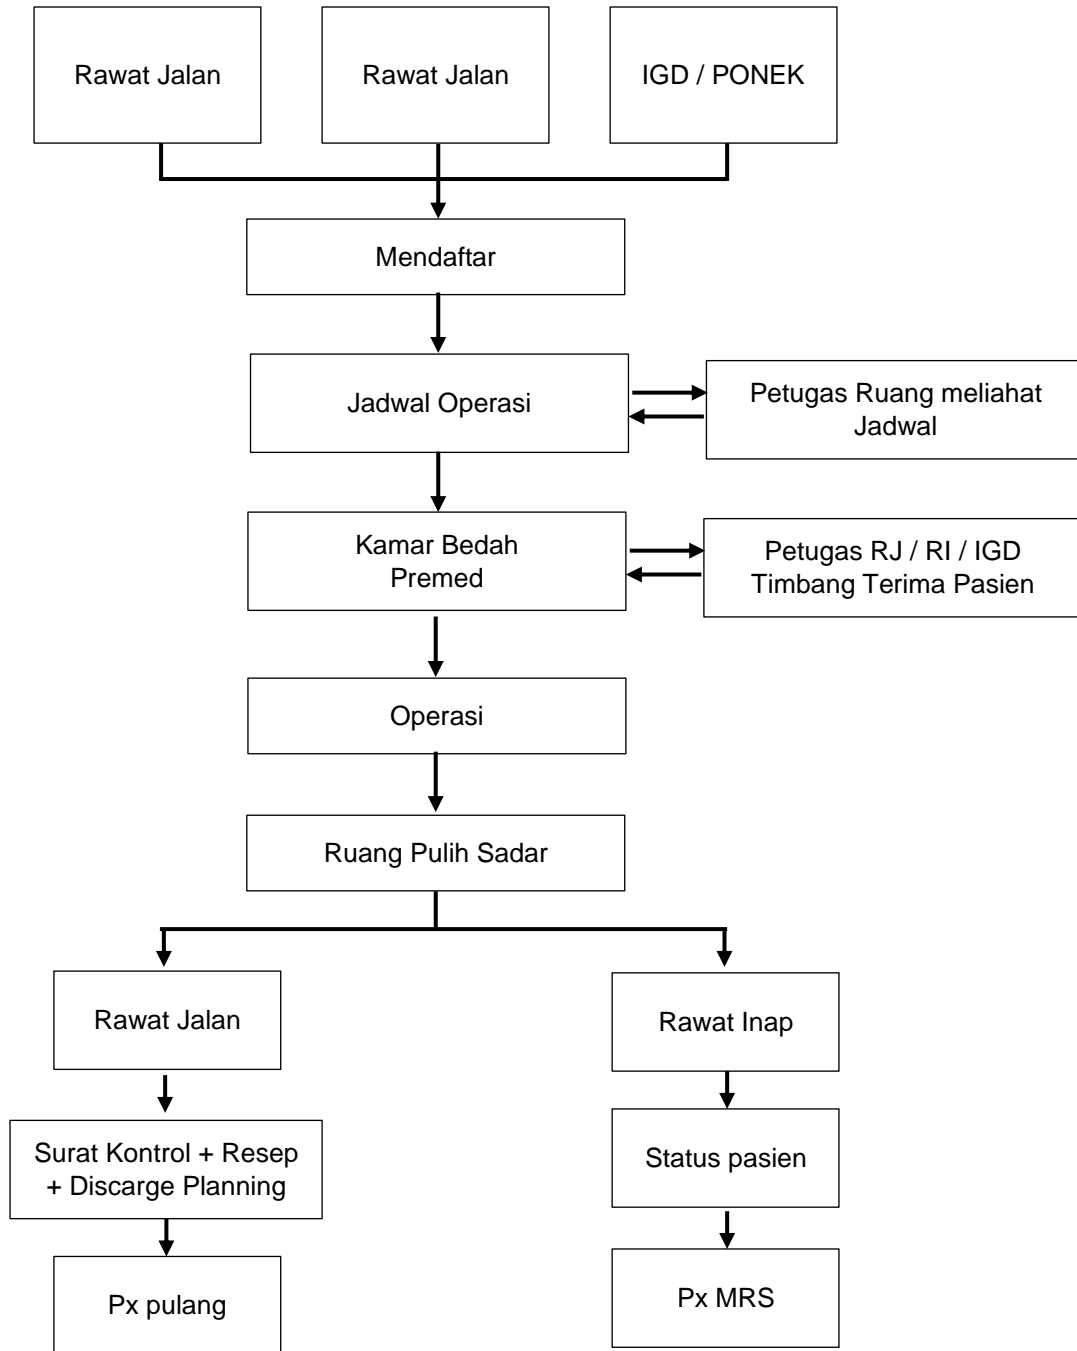 Rawat Jalan
Rawat Jalan
IGD / PONEK
Mendaftar
Jadwal Operasi
Petugas Ruang meliahat
Jadwal
Kamar Bedah
Premed
Petugas RJ / RI / IGD
Timbang Terima Pasien
Operasi
Ruang Pulih Sadar
Rawat Jalan
Rawat Inap
Surat Kontrol + Resep
+ Discarge Planning
Status pasien
Px pulang
Px MRS